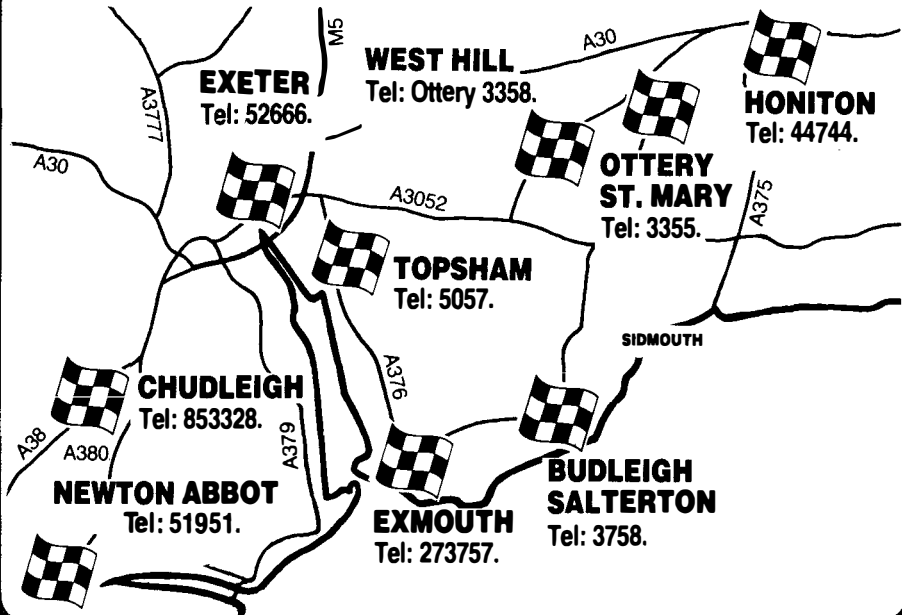 M5
A30
WEST HILL
Tel: Ottery 3358.
EXETER
Tel: 52666.
A3777
HONITON
Tel: 44744.
A30
OTTERY
ST. MARY
Tel: 3355.
A3052
A375
TOPSHAM
Tel: 5057.
SIDMOUTH
CHUDLEIGH
Tel: 853328.
A376
A38
A380
A379
NEWTON ABBOT
Tel: 51951.
BUDLEIGH
SALTERTON
Tel: 3758.
EXMOUTH
Tel: 273757.